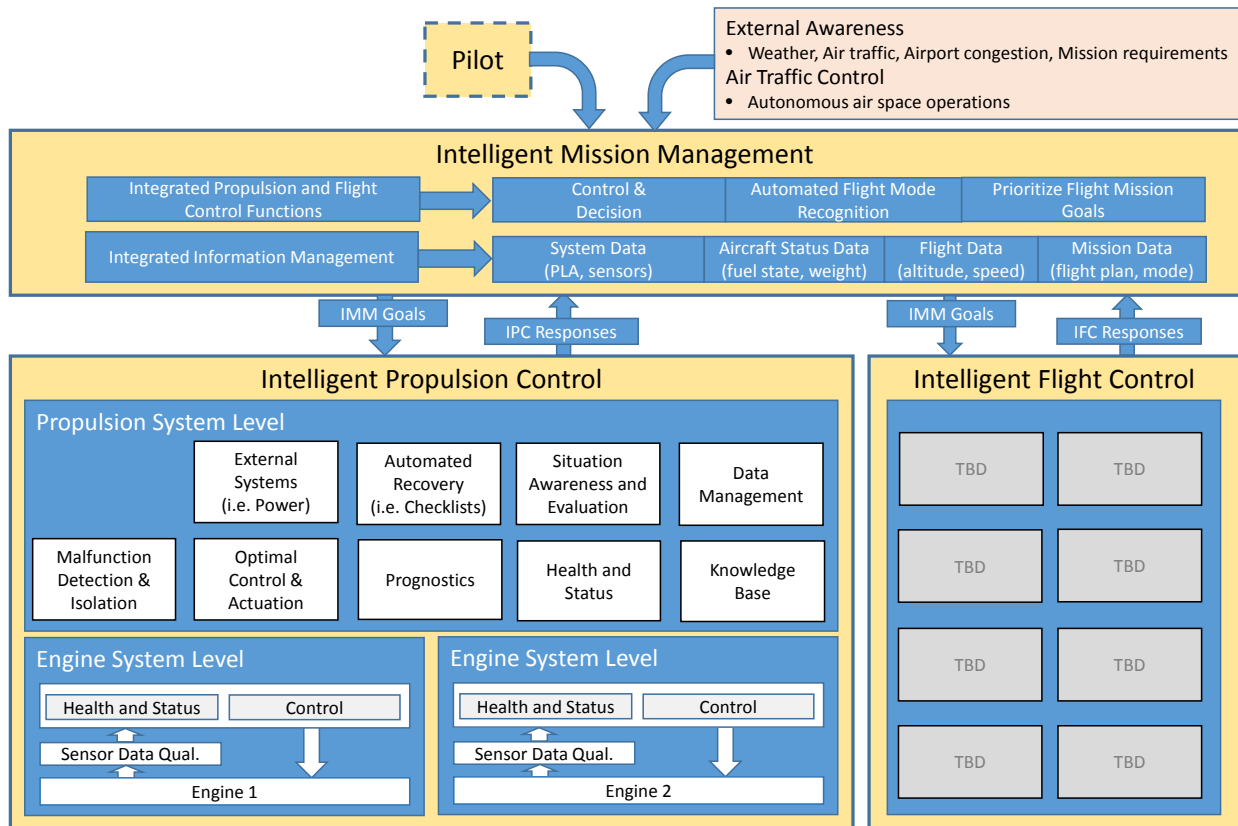 Pilot
External Awareness
• Weather, Air traffic, Airport congestion, Mission requirements
Air Traffic Control
• Autonomous air space operations
Intelligent Mission Management
Integrated Propulsion and Flight
Control Functions
Control &
Decision
Automated Flight Mode
Recognition
Prioritize Flight Mission
Goals
Integrated Information Management
System Data
(PLA, sensors)
Aircraft Status Data
(fuel state, weight)
Flight Data
(altitude, speed)
Mission Data
(flight plan, mode)
IMM Goals
IPC Responses
IMM Goals
IFC Responses
Intelligent Propulsion Control
Propulsion System Level
External
Systems
(i.e. Power)
Automated
Recovery
(i.e. Checklists)
Situation
Awareness and
Evaluation
Data
Management
Malfunction
Detection &
Isolation
Optimal
Control &
Actuation
Prognostics
Health and
Status
Knowledge
Base
Engine System Level
Health and Status
Control
Sensor Data Qual.
Engine 1
Engine System Level
Health and Status
Control
Sensor Data Qual.
Engine 2
Intelligent Flight Control
TBD
TBD
TBD
TBD
TBD
TBD
TBD
TBD